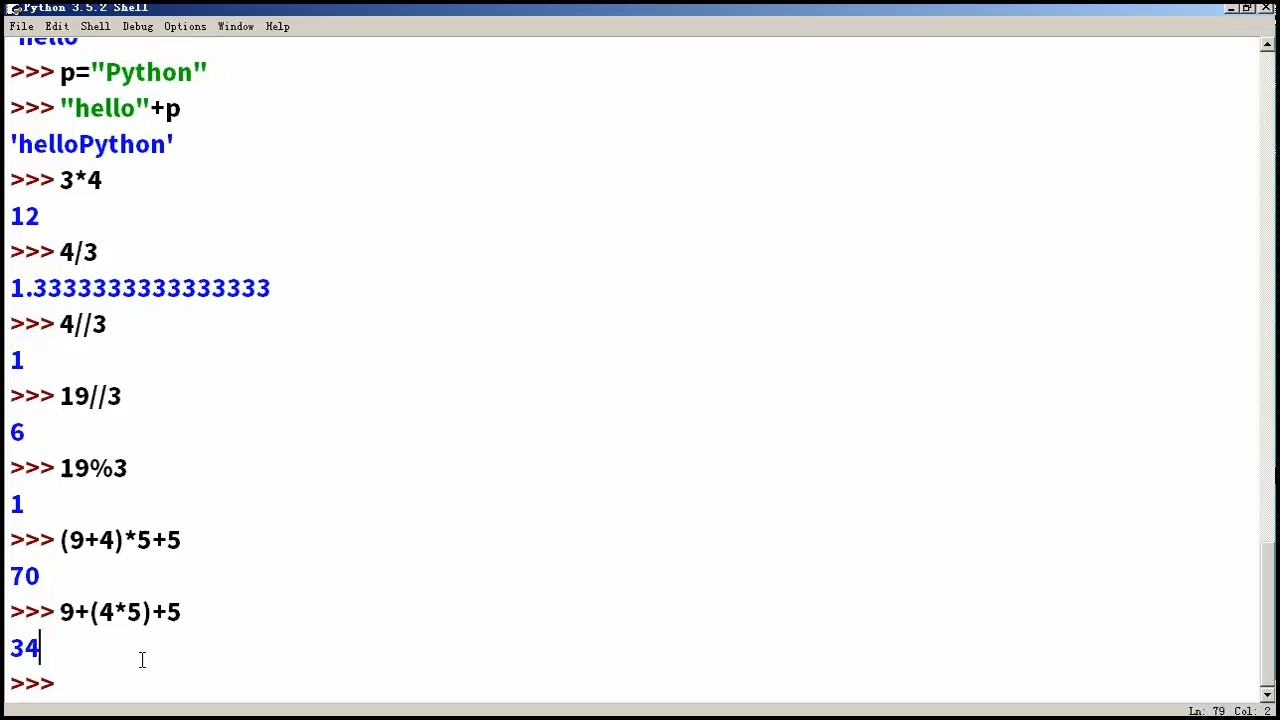 Python 3.5.2 Shell
File Edit Shell Debug Options Window Help
'hello'
>>> p="Python"
>>> "hello"+p
'helloPython'
>>> 3*4
12
>>> 4/3
1.3333333333333333
>>> 4//3
1
>>> 19//3
6
>>> 19%3
1
>>> (9+4)*5+5
70
>>> 9+(4*5)+5
34
>>>
Ln: 79 Col: 2